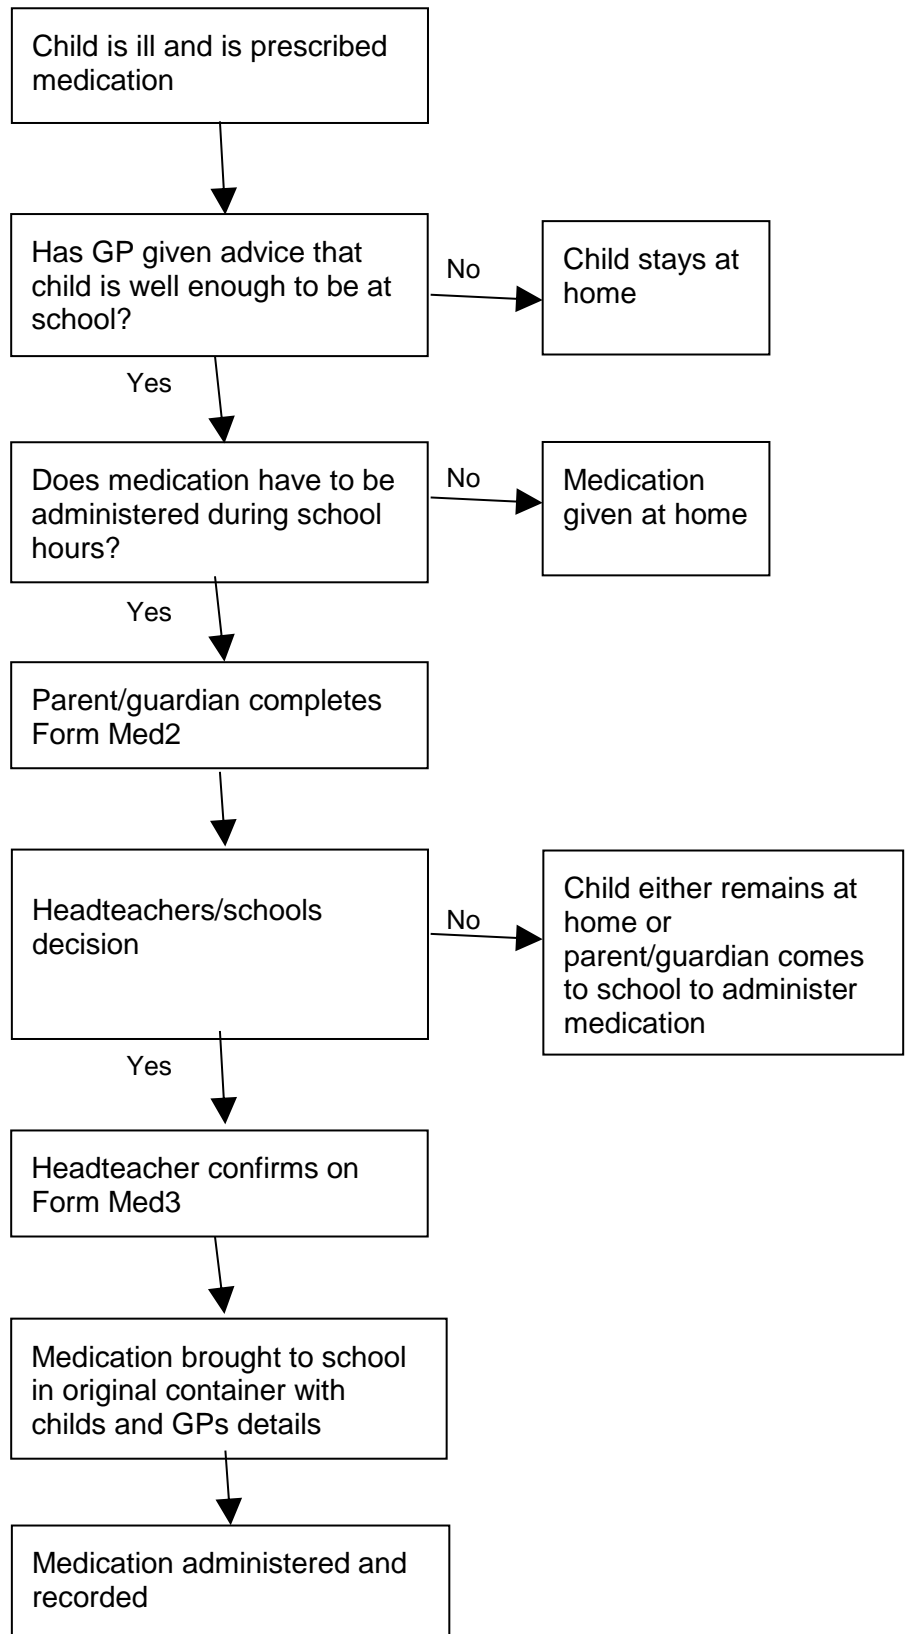 Child is ill and is prescribed
medication
Has GP given advice that
child is well enough to be at
school?
No
Child stays at
home
Yes
Does medication have to be
administered during school
hours?
No
Medication
given at home
Yes
Parent/guardian completes
Form Med2
Headteachers/schools
decision
No
Child either remains at
home or
parent/guardian comes
to school to administer
medication
Yes
Headteacher confirms on
Form Med3
Medication brought to school
in original container with
childs and GPs details
Medication administered and
recorded